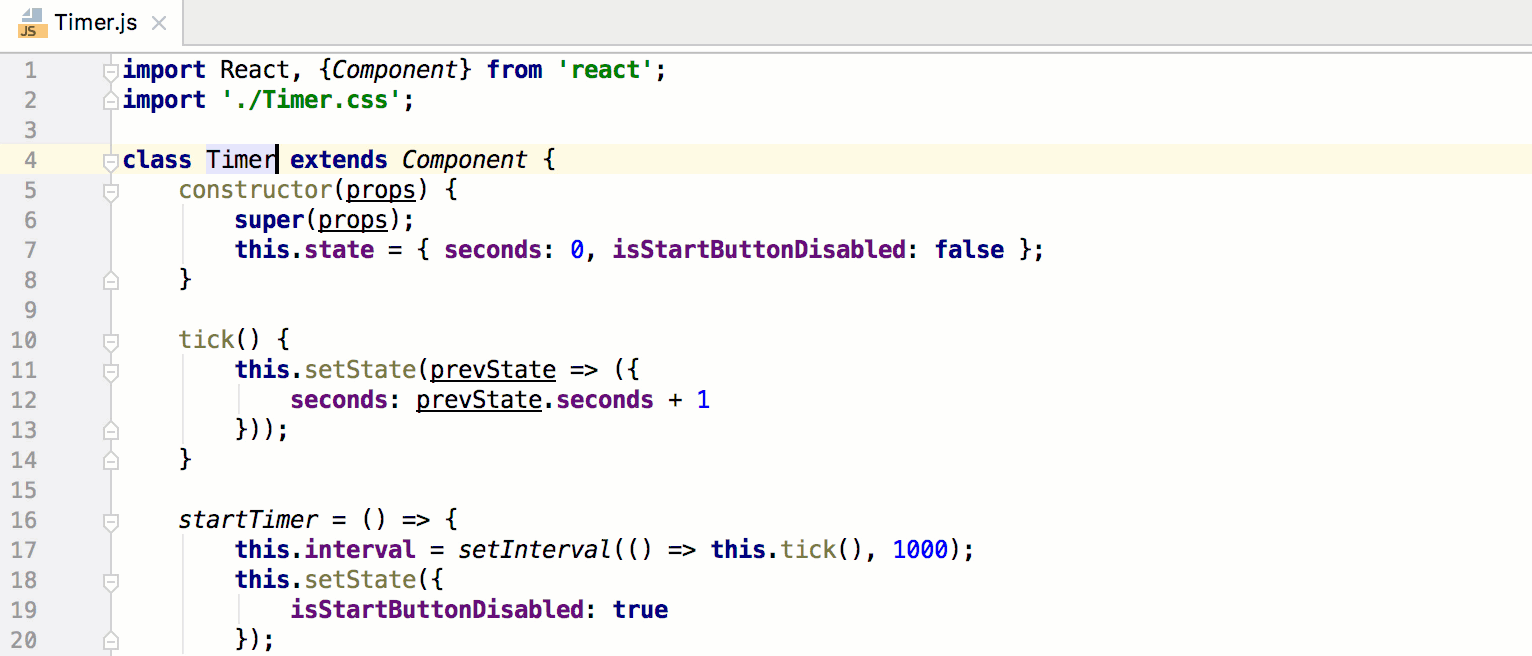 JS Timer.js
1 import React, {Component} from 'react';
2 import './Timer.css';
3
4 class Timer extends Component {
5     constructor(props) {
6         super(props);
7         this.state = { seconds: 0, isStartButtonDisabled: false };
8     }
9
10     tick() {
11         this.setState(prevState => ({
12             seconds: prevState.seconds + 1
13         }));
14     }
15
16     startTimer = () => {
17         this.interval = setInterval(() => this.tick(), 1000);
18         this.setState({
19             isStartButtonDisabled: true
20         });